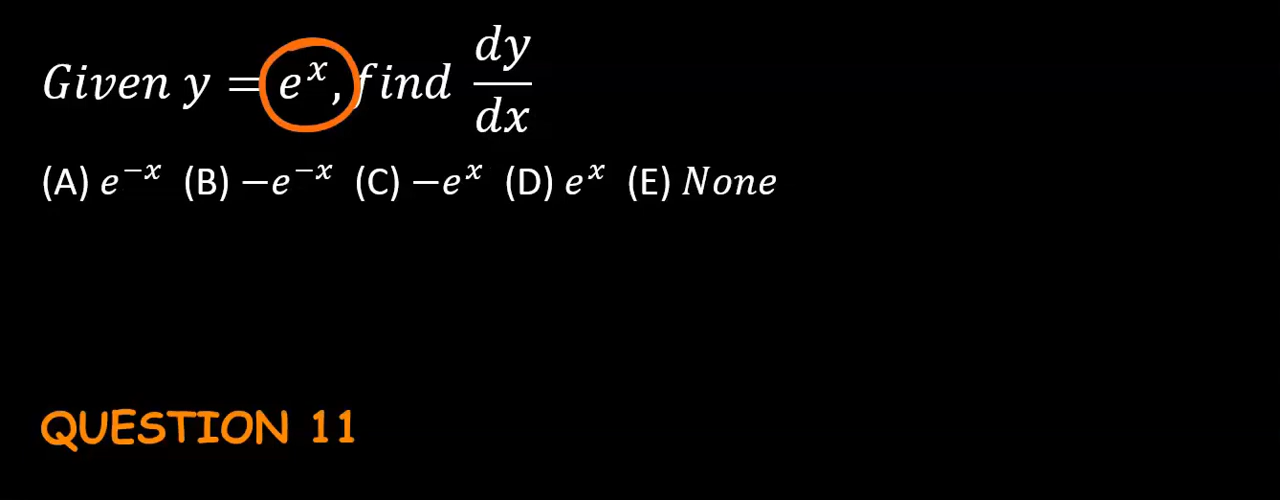 Given y = e^x, find dy/dx
(A) e^{-x} (B) -e^{-x} (C) -e^x (D) e^x (E) None
QUESTION 11